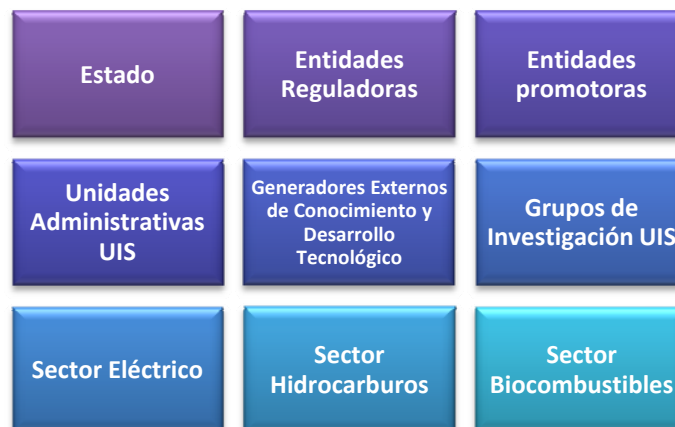 Estado
Entidades
Reguladoras
Entidades
promotoras
Unidades
Administrativas
UIS
Generadores Externos
de Conocimiento y
Desarrollo
Tecnológico
Grupos de
Investigación UIS
Sector Eléctrico
Sector
Hidrocarburos
Sector
Biocombustibles